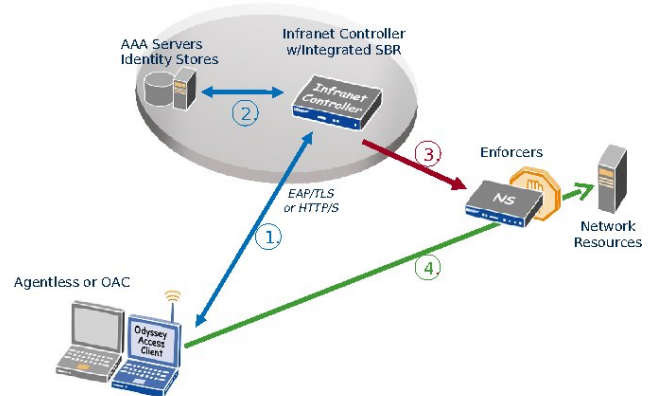 AAA Servers
Identity Stores
Infranet Controller
w/Integrated SBR
Infranet
Controller
2.
3.
Enforcers
EAP/TLS
or HTTP/S
NS
1.
Network
Resources
4.
Agentless or OAC
Odyssey
Access
Client